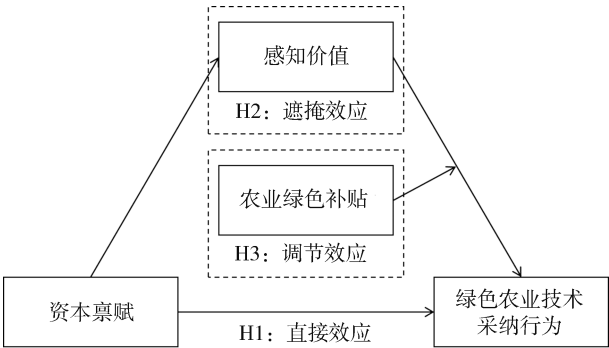 感知价值
H2：遮掩效应
农业绿色补贴
H3：调节效应
资本禀赋
绿色农业技术
采纳行为
H1：直接效应